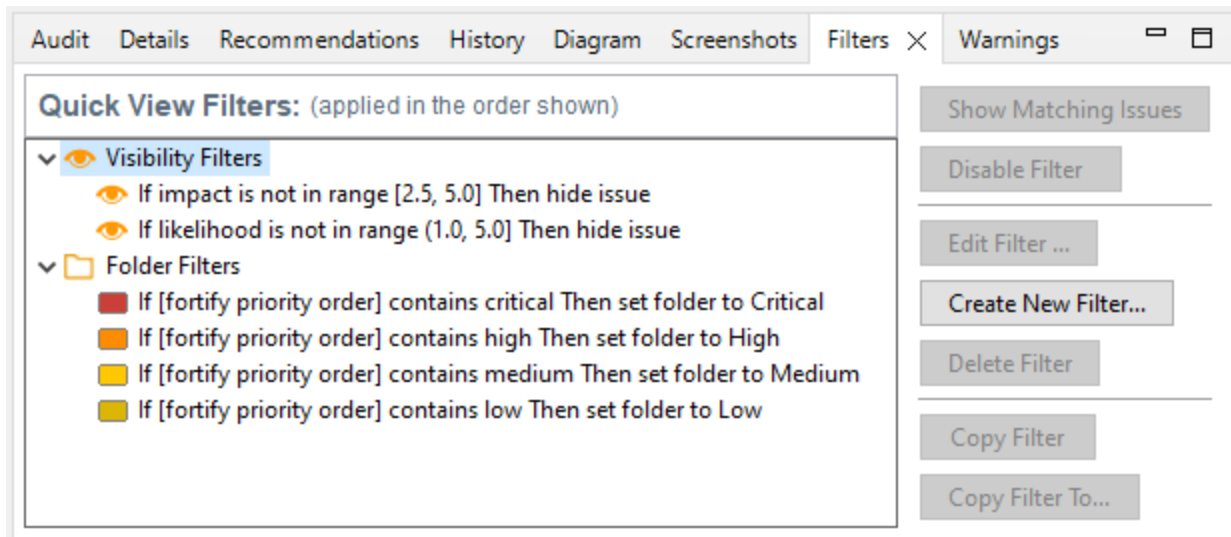 Audit Details Recommendations History Diagram Screenshots Filters Warnings
Quick View Filters: (applied in the order shown)
Visibility Filters
If impact is not in range [2.5, 5.0] Then hide issue
If likelihood is not in range (1.0, 5.0] Then hide issue
Folder Filters
If [fortify priority order] contains critical Then set folder to Critical
If [fortify priority order] contains high Then set folder to High
If [fortify priority order] contains medium Then set folder to Medium
If [fortify priority order] contains low Then set folder to Low
Show Matching Issues
Disable Filter
Edit Filter ...
Create New Filter...
Delete Filter
Copy Filter
Copy Filter To...